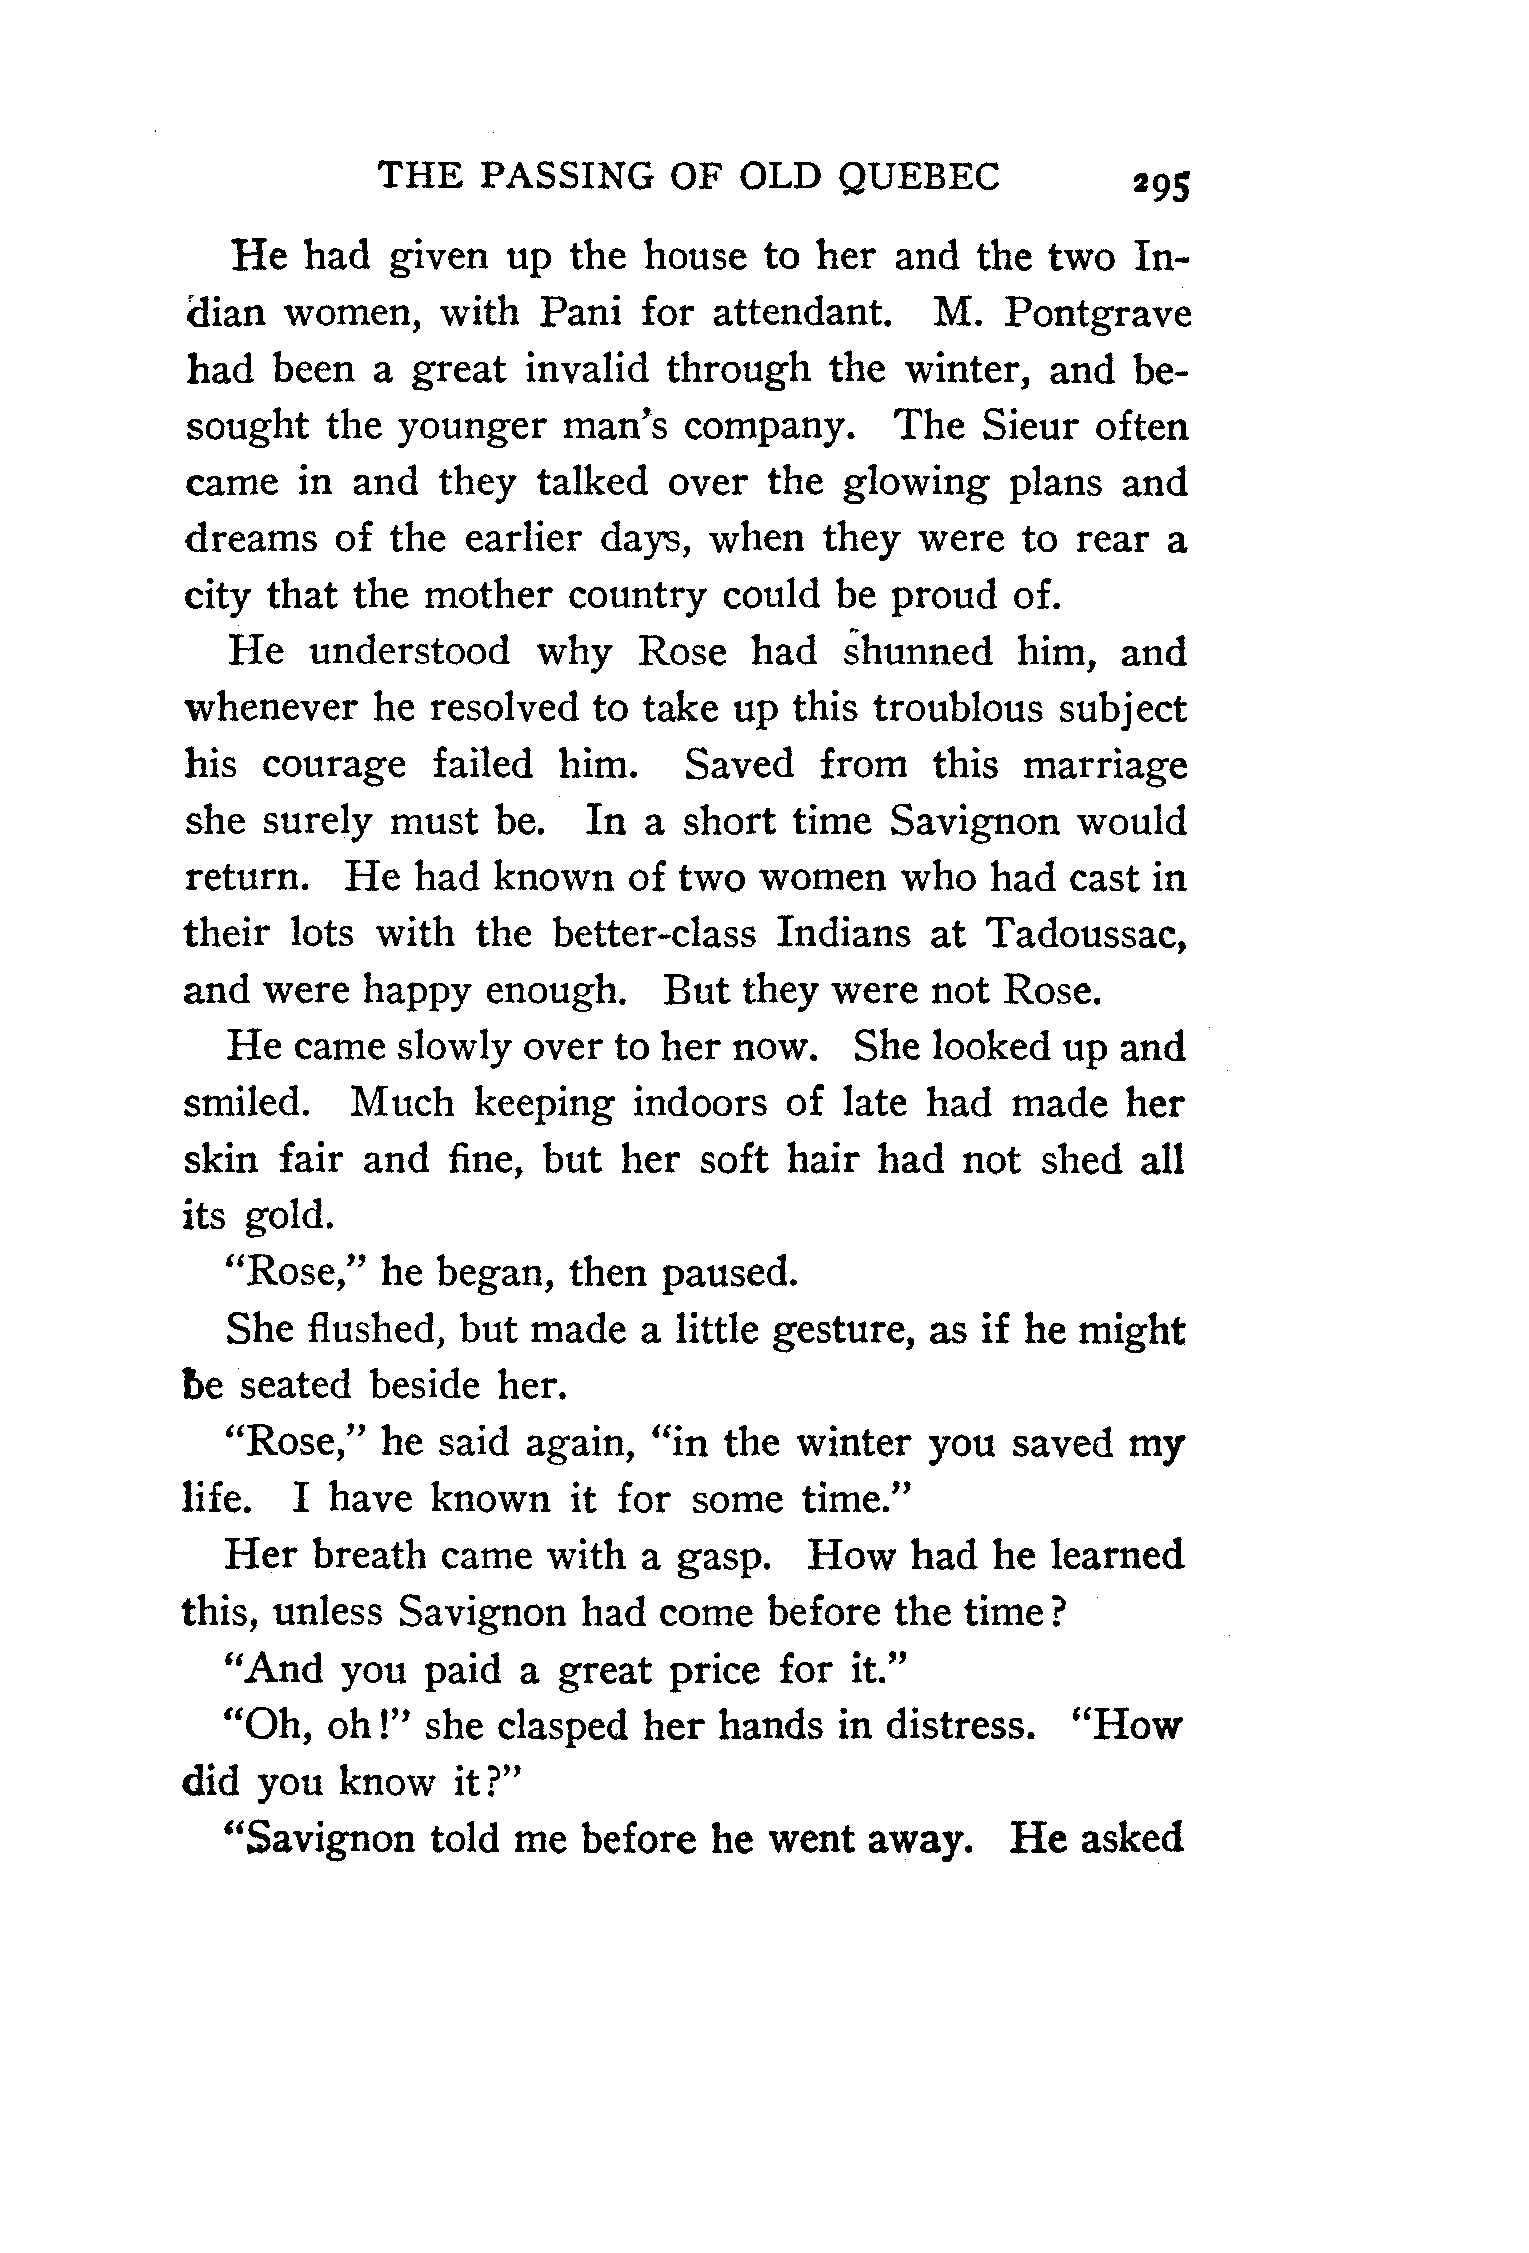 THE PASSING OF OLD QUEBEC 295
He had given up the house to her and the two In-
dian women, with Pani for attendant. M. Pontgrave
had been a great invalid through the winter, and be-
sought the younger man's company. The Sieur often
came in and they talked over the glowing plans and
dreams of the earlier days, when they were to rear a
city that the mother country could be proud of.
He understood why Rose had shunned him, and
whenever he resolved to take up this troublous subject
his courage failed him. Saved from this marriage
she surely must be. In a short time Savignon would
return. He had known of two women who had cast in
their lots with the better-class Indians at Tadoussac,
and were happy enough. But they were not Rose.
He came slowly over to her now. She looked up and
smiled. Much keeping indoors of late had made her
skin fair and fine, but her soft hair had not shed all
its gold.
"Rose," he began, then paused.
She flushed, but made a little gesture, as if he might
be seated beside her.
"Rose," he said again, "in the winter you saved my
life. I have known it for some time."
Her breath came with a gasp. How had he learned
this, unless Savignon had come before the time?
"And you paid a great price for it."
"Oh, oh!" she clasped her hands in distress. "How
did you know it?"
"Savignon told me before he went away. He asked